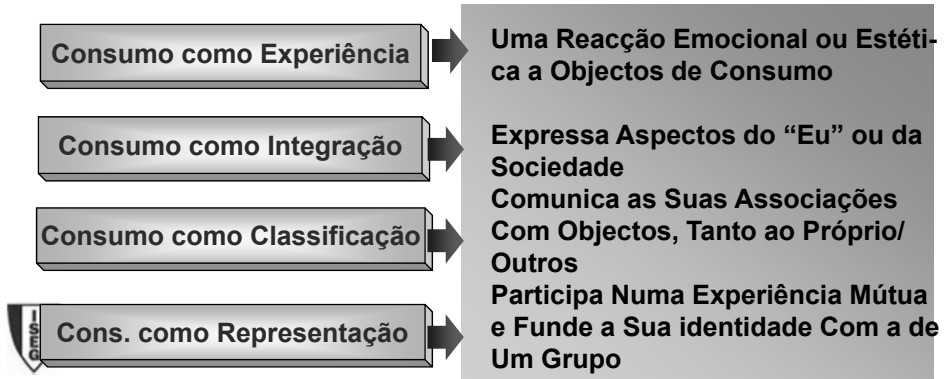 Consumo como Experiência
Uma Reacção Emocional ou Estéti-
ca a Objectos de Consumo
Consumo como Integração
Expressa Aspectos do “Eu” ou da
Sociedade
Consumo como Classificação
Comunica as Suas Associações
Com Objectos, Tanto ao Próprio/
Outros
Cons. como Representação
Participa Numa Experiência Mútua
e Funde a Sua identidade Com a de
Um Grupo
ISEG